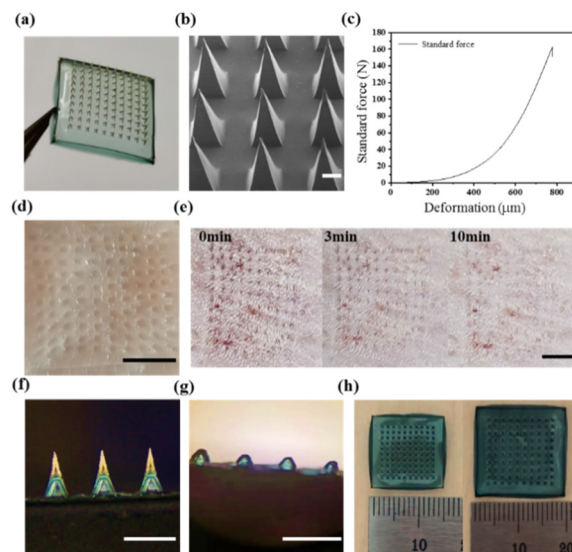 (a)
(b)
(c)
180
160
140
120
100
80
60
40
20
0
Standard force (N)
Standard force
0 200 400 600 800
Deformation (μm)
(d)
(e)
0min
3min
10min
(f)
(g)
(h)
10
10
20